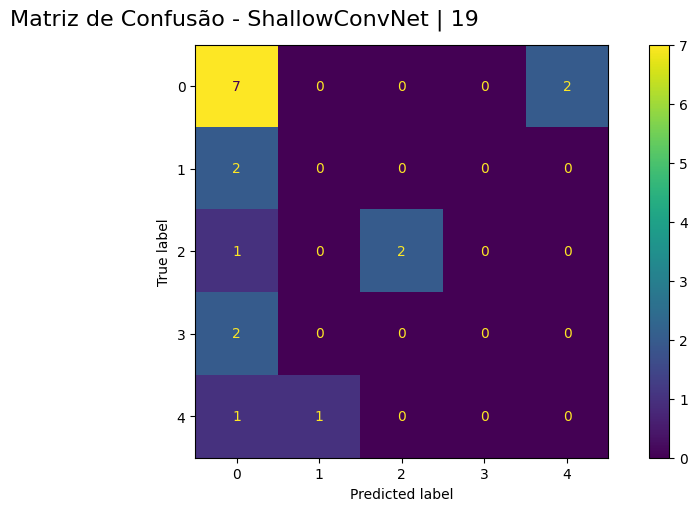 Matriz de Confusão - ShallowConvNet | 19
0 7 0 0 0 2
1 2 0 0 0 0
2 1 0 2 0 0
3 2 0 0 0 0
4 1 1 0 0 0
0 1 2 3 4
True label
Predicted label
7
6
5
4
3
2
1
0